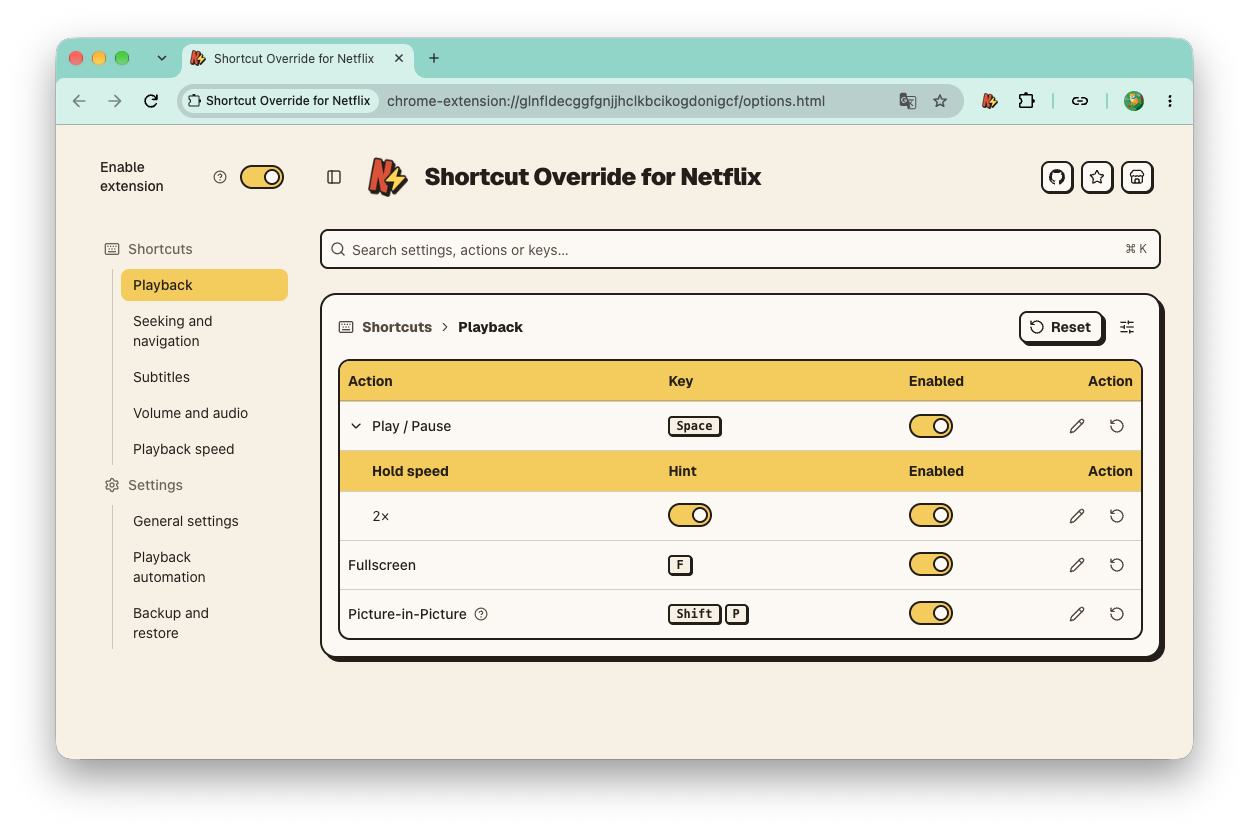 Shortcut Override for Netflix
Shortcut Override for Netflix
chrome-extension://glnfldecggfgnjjhclkbcikogdonigcf/options.html
Enable
extension
Shortcut Override for Netflix
Shortcuts
Playback
Seeking and
navigation
Subtitles
Volume and audio
Playback speed
Settings
General settings
Playback
automation
Backup and
restore
Search settings, actions or keys...
⌘ K
Shortcuts > Playback
Reset
Action Key Enabled Action
Play / Pause Space
Hold speed Hint Enabled Action
2×
Fullscreen F
Picture-in-Picture Shift P